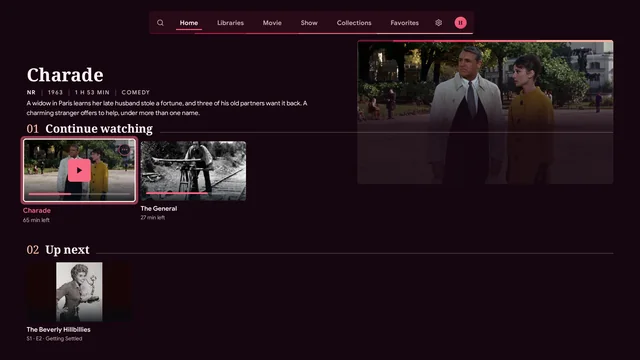 Home
Libraries
Movie
Show
Collections
Favorites
Charade
NR | 1963 | 1 H 53 MIN | COMEDY
A widow in Paris learns her late husband stole a fortune, and three of his old partners want it back. A
charming stranger offers to help, under more than one name.
01 Continue watching
Charade
65 min left
The General
27 min left
02 Up next
The Beverly Hillbillies
S1 · E2 · Getting Settled